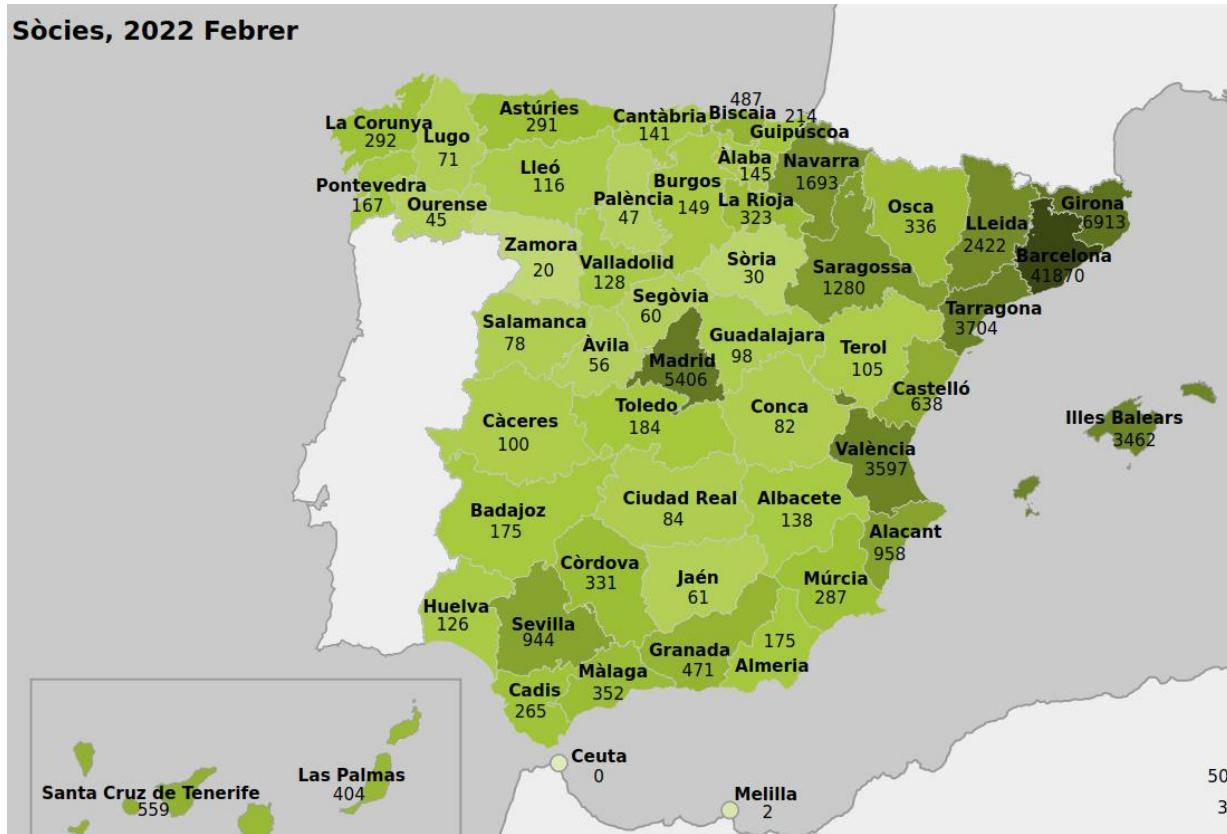 Sòcies, 2022 Febrer
La Corunya
292
Lugo
71
Astúries
291
Cantàbria
141
487
Biscaia
214
Guipúscoa
Àlaba
145
Navarra
1693
Pontevedra
167
Ourense
45
Lleó
116
Palència
47
Burgos
149
La Rioja
323
Osca
336
LLeida
2422
Girona
6913
Barcelona
41870
Zamora
20
Valladolid
128
Sòria
30
Saragossa
1280
Tarragona
3704
Segòvia
60
Salamanca
78
Àvila
56
Madrid
5406
Guadalajara
98
Terol
105
Castelló
638
Illes Balears
3462
Càceres
100
Toledo
184
Conca
82
València
3597
Badajoz
175
Ciudad Real
84
Albacete
138
Alacant
958
Còrdova
331
Jaén
61
Múrcia
287
Huelva
126
Sevilla
944
Granada
471
175
Almeria
Màlaga
352
Cadis
265
Ceuta
0
Melilla
2
Santa Cruz de Tenerife
559
Las Palmas
404
50
3